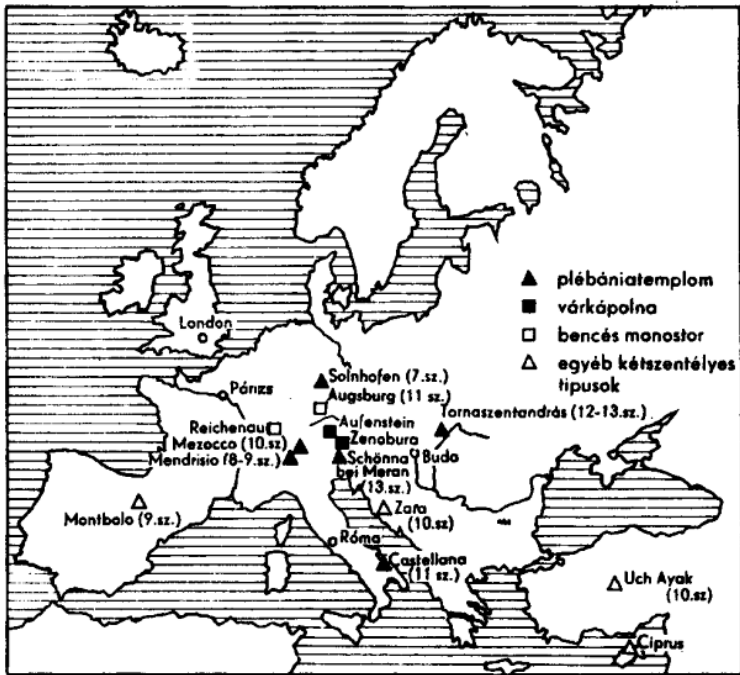 plébániatemplom
várkápolna
bencés monostor
egyéb kétszentélyes
tipusok
London
Párizs
Solnhofen (7.sz.)
Augsburg (11 sz.)
Tornaszentandrás (12-13.sz.)
Reichenau
Aufenstein
Mezocco (10.sz)
Zenobura
Mendrisio (8-9.sz.)
Schönna
bei Meran
(13.sz.)
Buda
Montbolo (9.sz.)
Zara
(10.sz)
Róma
Castellana
(11 sz.)
Uch Ayak
(10.sz)
Ciprus